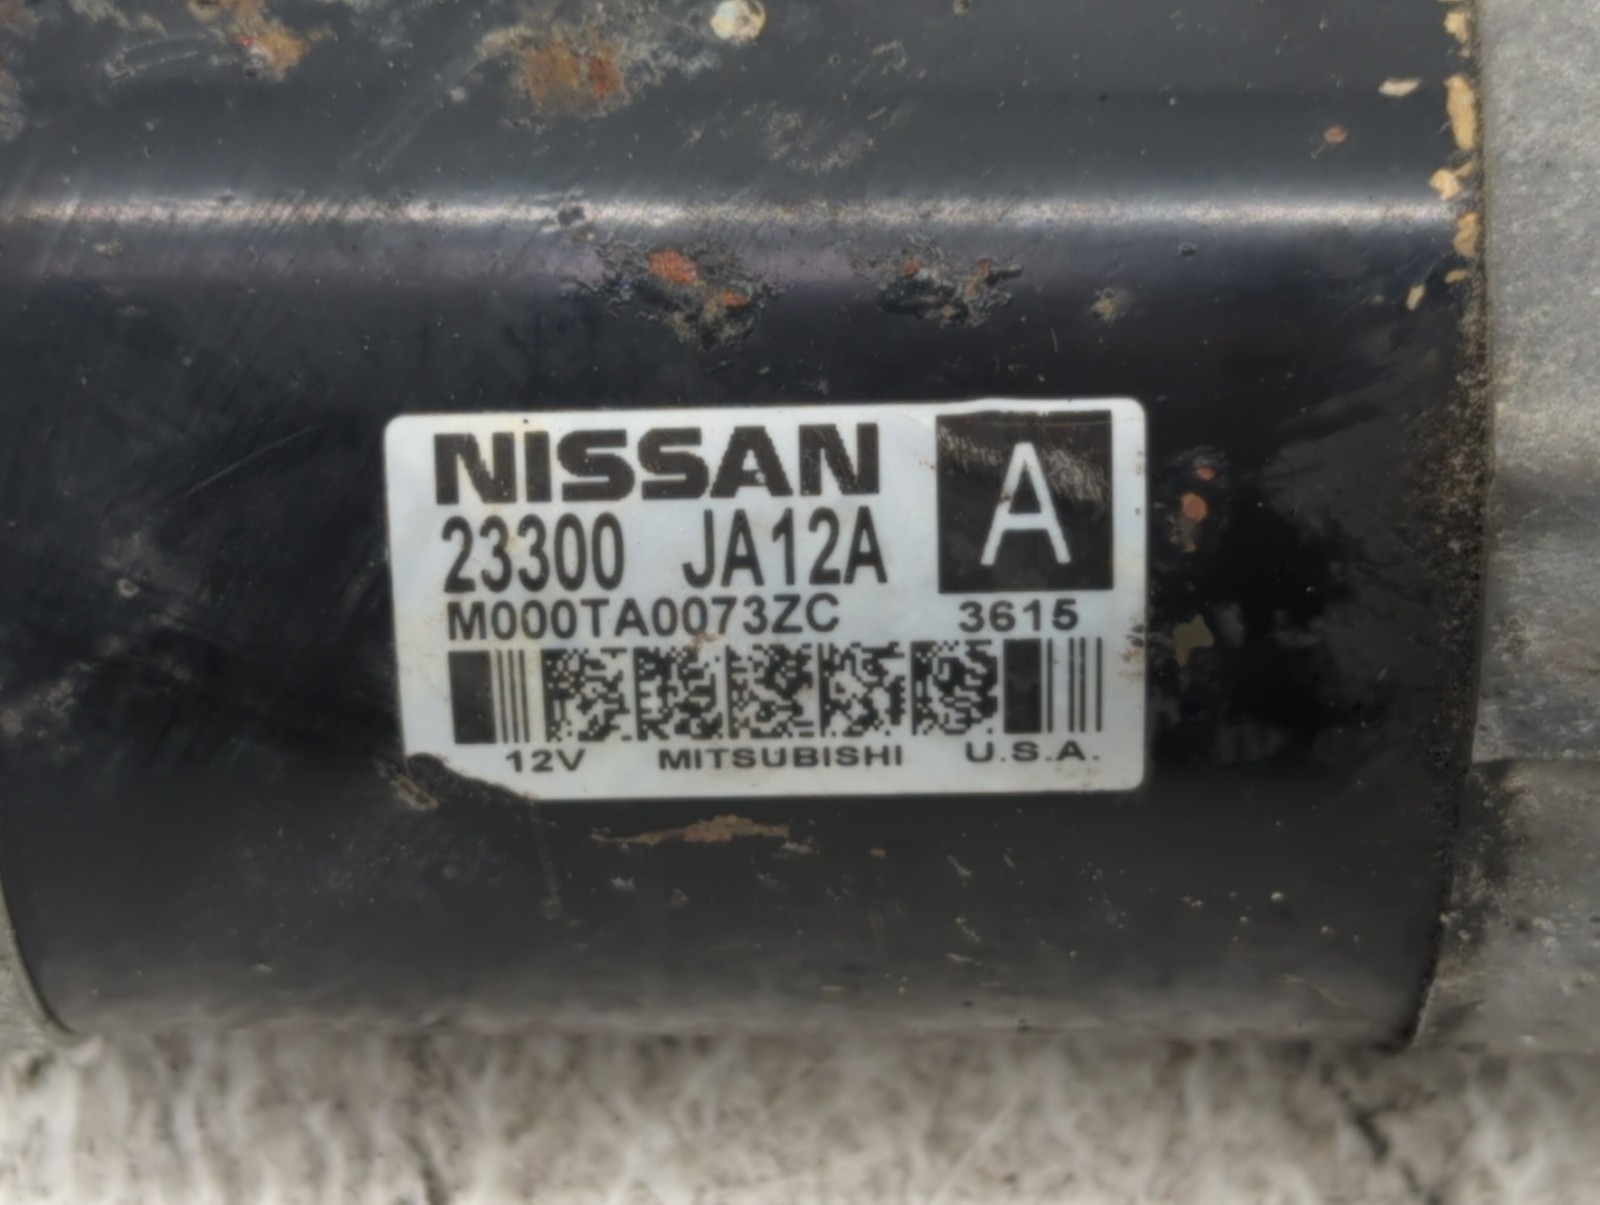 NISSAN
A
23300 JA12A
M000TA0073ZC 3615
12V MITSUBISHI U.S.A.